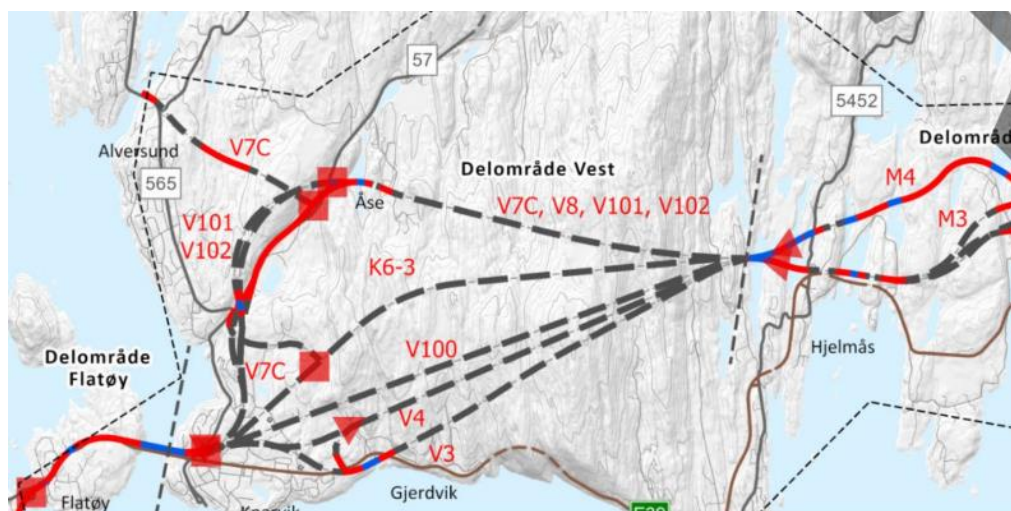 57
5452
Alversund
V7C
565
Delområde Vest
Delområd
M4
M3
Åse
V7C, V8, V101, V102
V101
V102
K6-3
Hjelmås
Delområde
Flatøy
V7C
V100
V4
V3
Gjerdvik
Flatøy